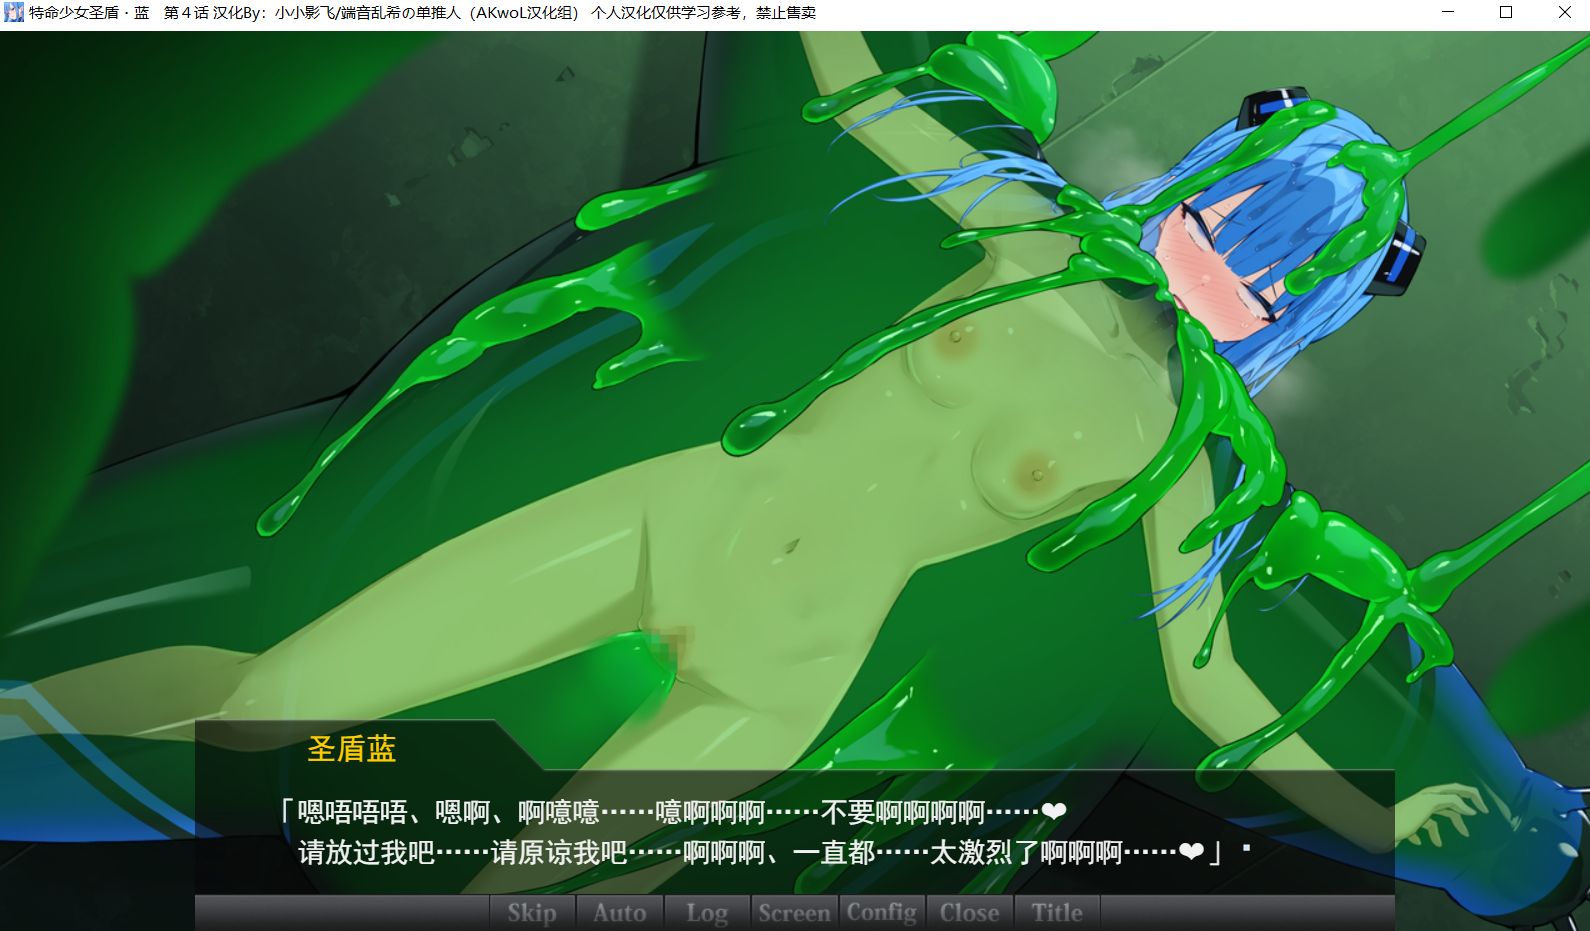 特命少女圣盾·蓝　第４话 汉化By：小小影飞/端音乱希の单推人（AKwoL汉化组） 个人汉化仅供学习参考，禁止售卖
圣盾蓝
「嗯唔唔唔、嗯啊、啊噫噫……噫啊啊啊……不要啊啊啊啊……❤
请放过我吧……请原谅我吧……啊啊啊、一直都……太激烈了啊啊啊……❤」
Skip Auto Log Screen Config Close Title